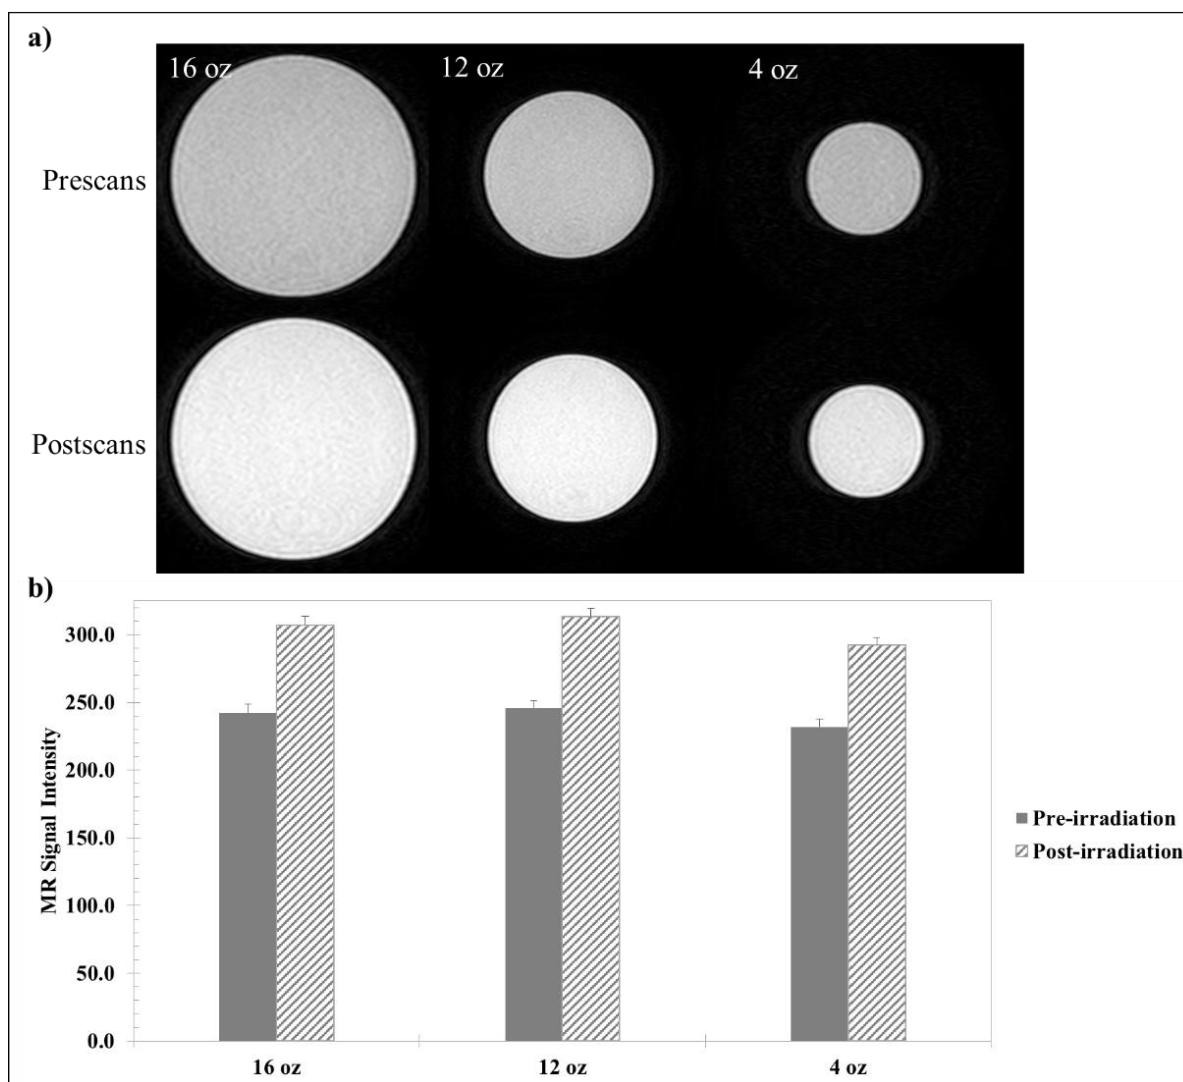 a)
16 oz 12 oz 4 oz
Prescans
Postscans
b)
MR Signal Intensity
300.0
250.0
200.0
150.0
100.0
50.0
0.0
16 oz 12 oz 4 oz
Pre-irradiation
Post-irradiation